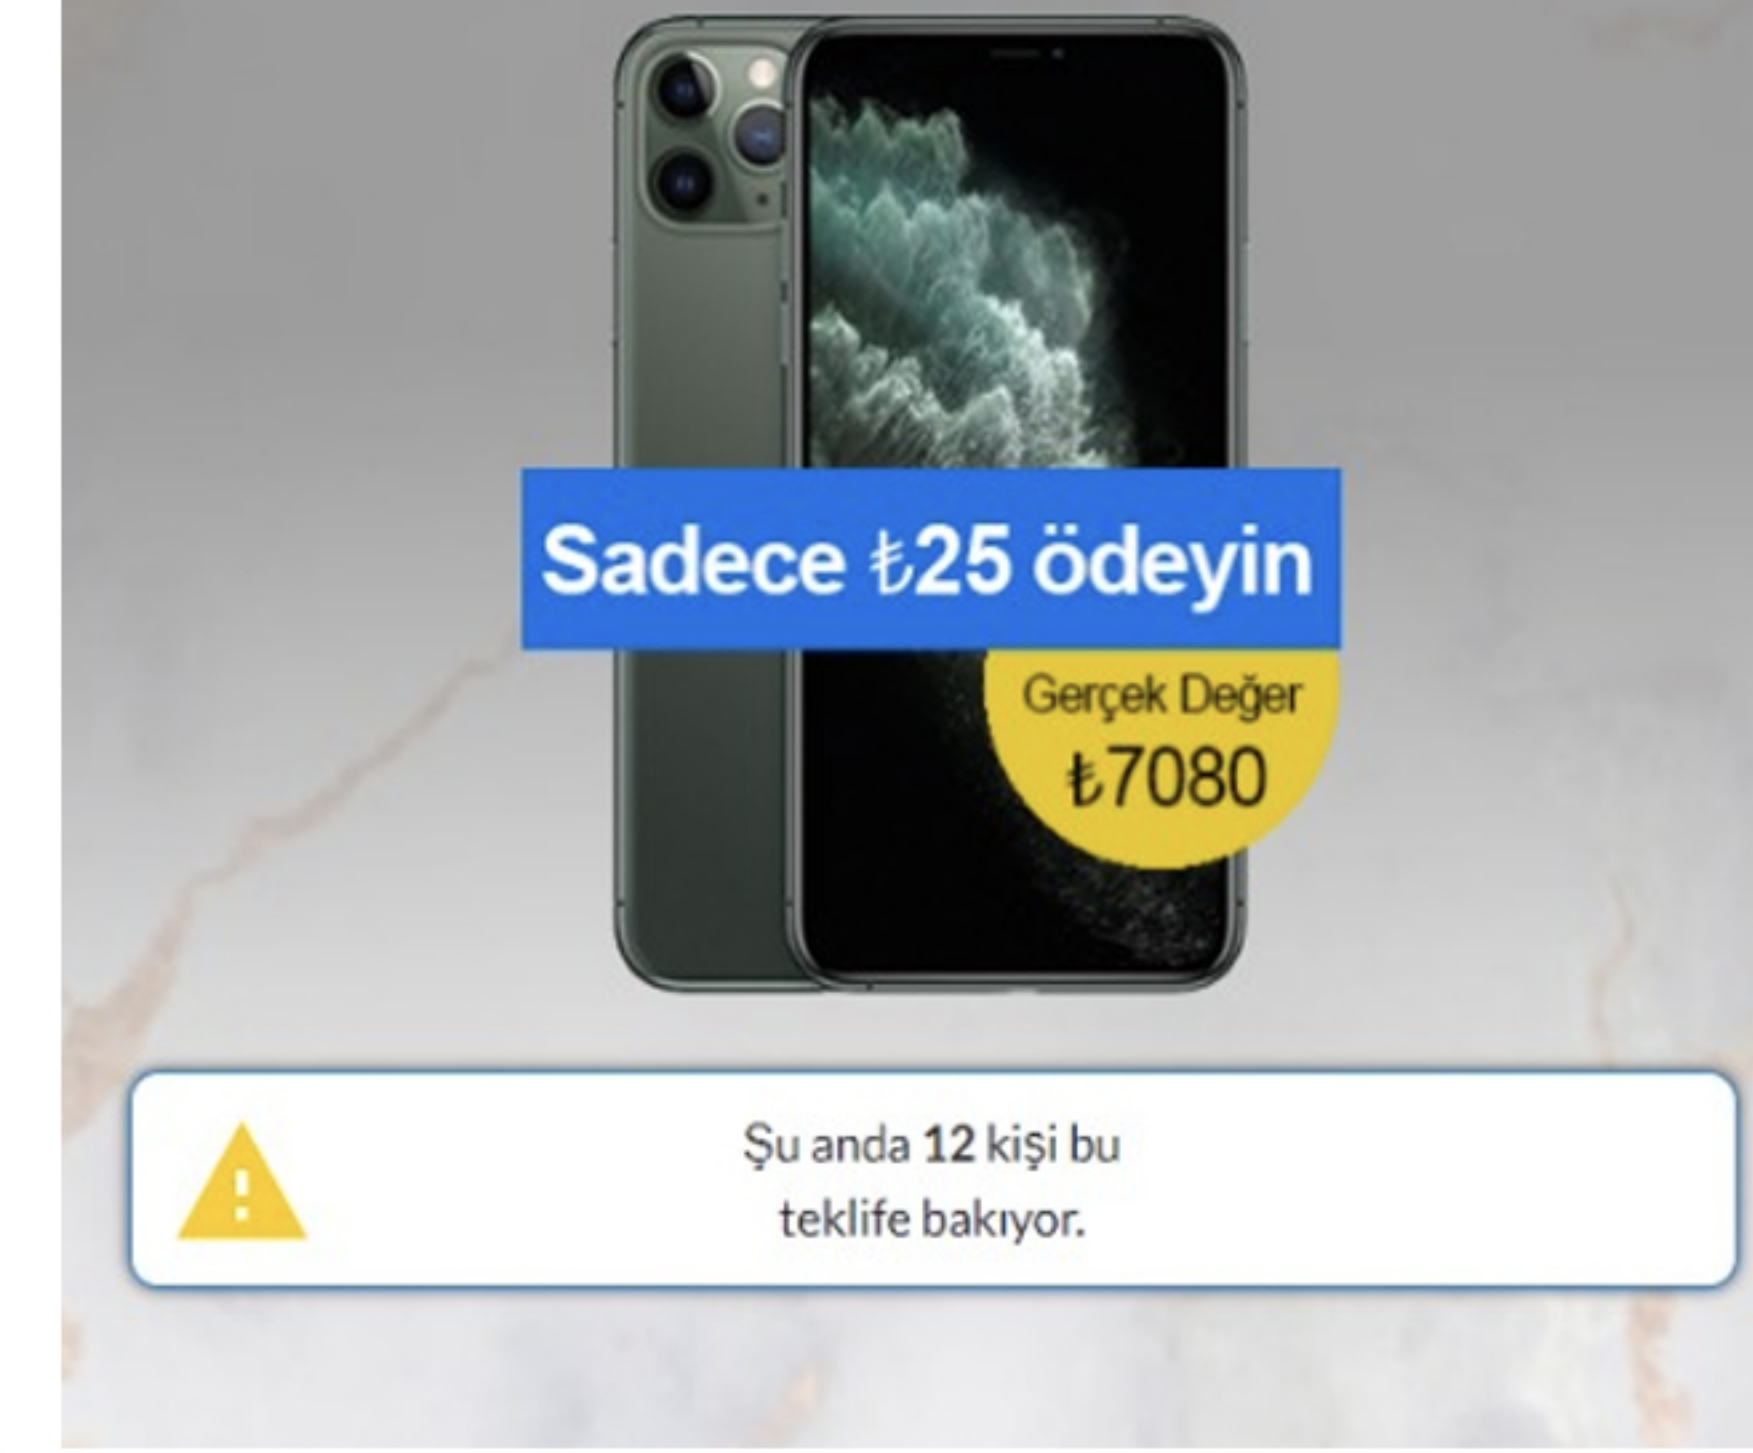 Sadece ₺25 ödeyin
Gerçek Değer
₺7080
Şu anda 12 kişi bu
teklife bakıyor.